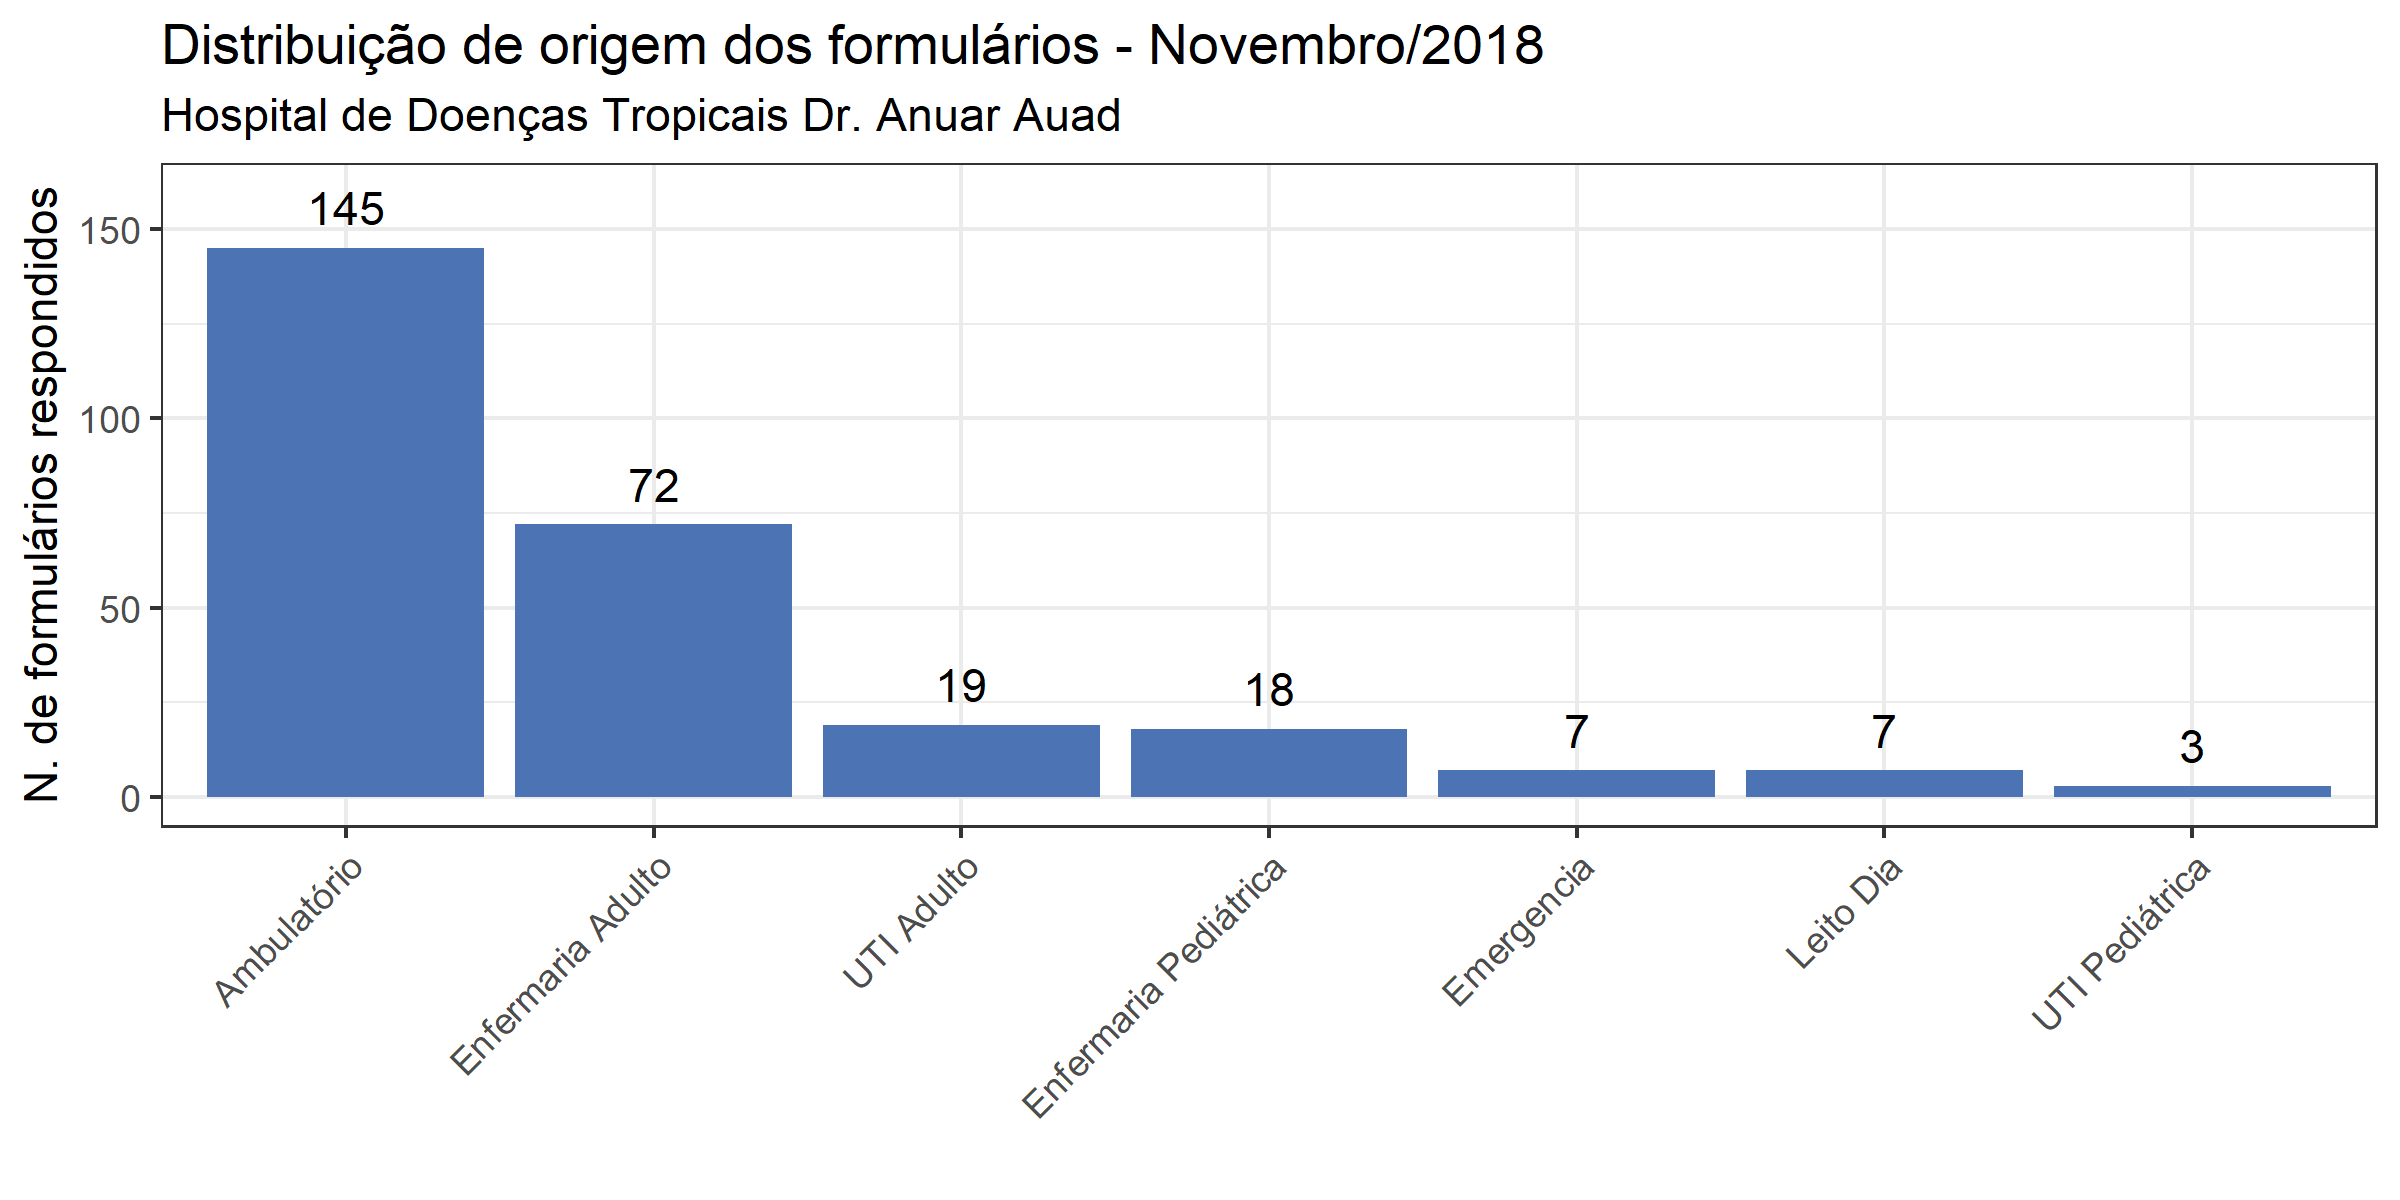 Distribuição de origem dos formulários - Novembro/2018
Hospital de Doenças Tropicais Dr. Anuar Auad
N. de formulários respondidos
150
100
50
0
145
72
19
18
7
7
3
Ambulatório
Enfermaria Adulto
UTI Adulto
Enfermaria Pediátrica
Emergencia
Leito Dia
UTI Pediátrica